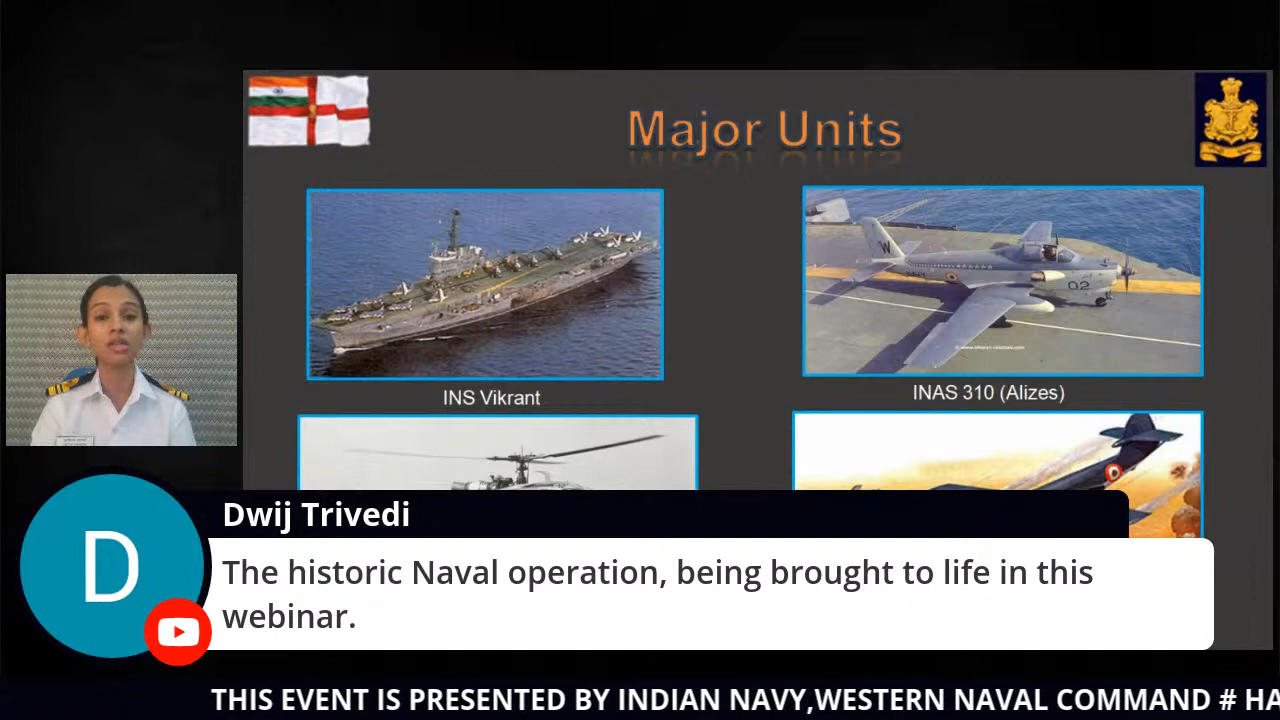 Major Units
INS Vikrant
INAS 310 (Alizes)
W
02
D
Dwij Trivedi
The historic Naval operation, being brought to life in this
webinar.
THIS EVENT IS PRESENTED BY INDIAN NAVY,WESTERN NAVAL COMMAND # HA